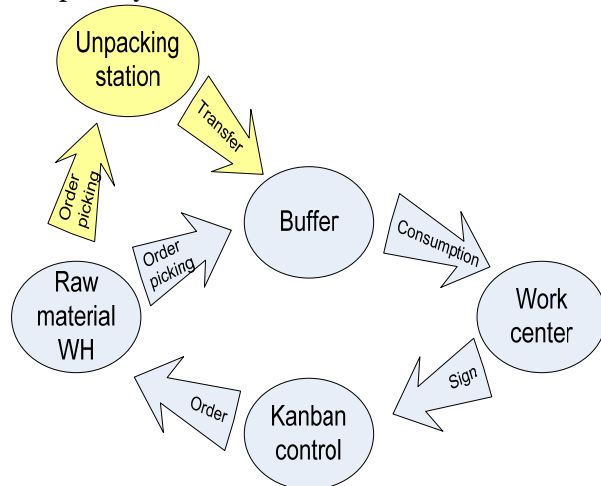 Unpacking
station
Transfer
Order
picking
Order
picking
Buffer
Consumption
Raw
material
WH
Work
center
Sign
Order
Kanban
control